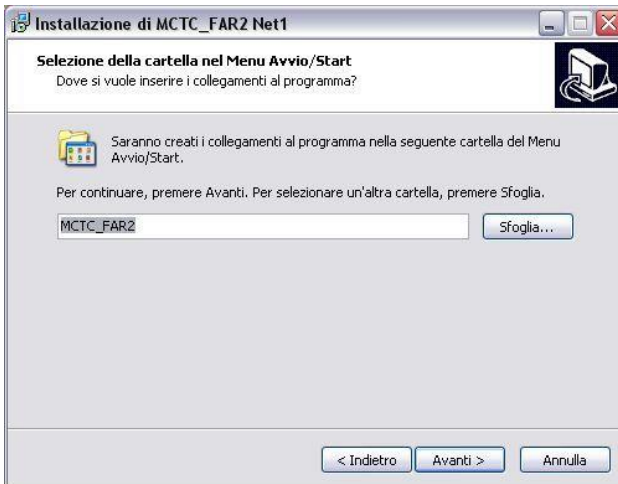 Installazione di MCTC_FAR2 Net1
Selezione della cartella nel Menu Avvio/Start
Dove si vuole inserire i collegamenti al programma?
Saranno creati i collegamenti al programma nella seguente cartella del Menu
Avvio/Start.
Per continuare, premere Avanti. Per selezionare un'altra cartella, premere Sfoglia.
MCTC_FAR2
Sfoglia...
< Indietro
Avanti >
Annulla